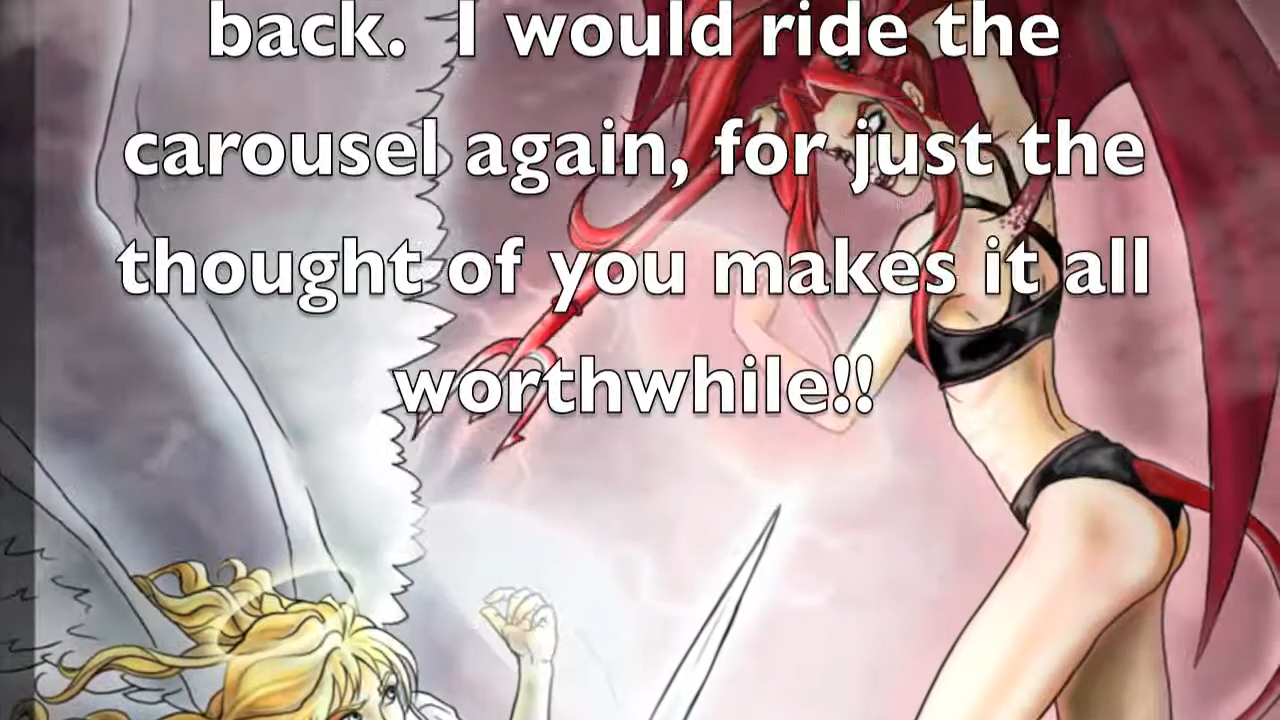 back.  I would ride the
carousel again, for just the
thought of you makes it all
worthwhile!!